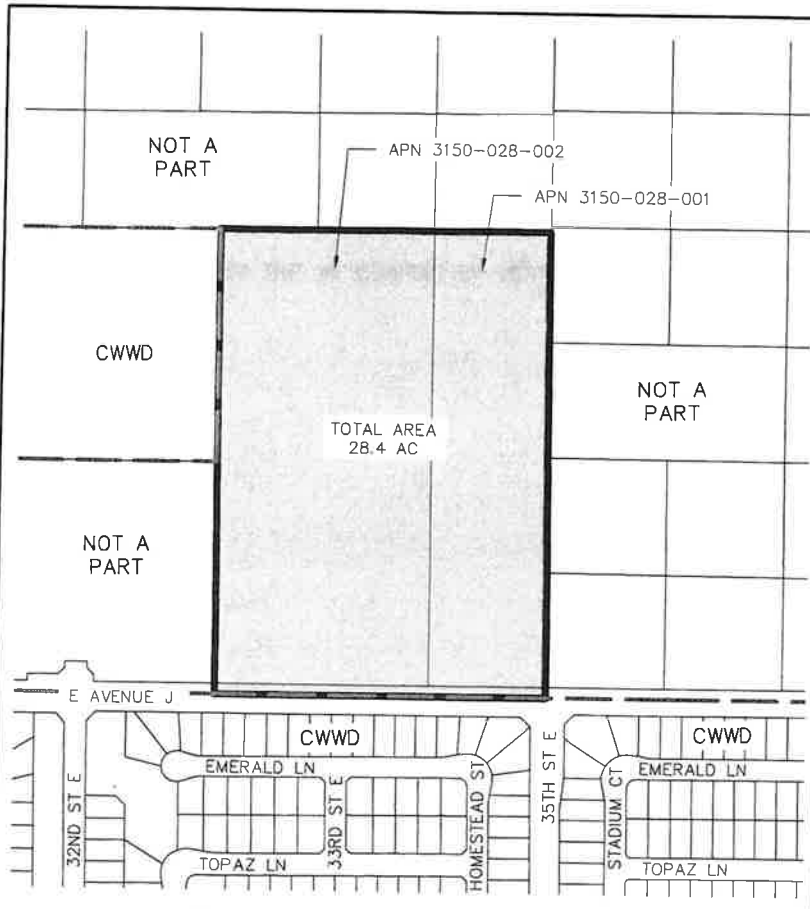 NOT A
PART
APN 3150-028-002
APN 3150-028-001
CWWD
NOT A
PART
TOTAL AREA
28.4 AC
NOT A
PART
E AVENUE J
CWWD
CWWD
EMERALD LN
EMERALD LN
32ND ST E
33RD ST E
HOMESTEAD ST
35TH ST E
STADIUM CT
TOPAZ LN
TOPAZ LN